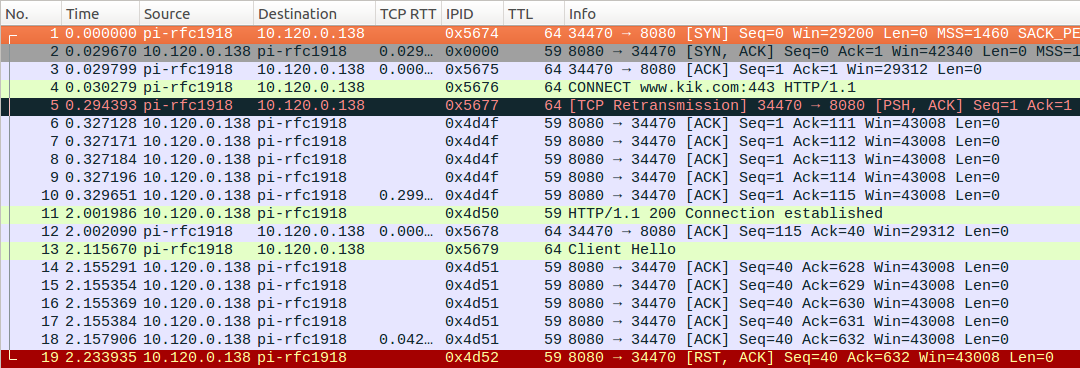 No. Time Source Destination TCP RTT IPID TTL Info
1 0.000000 pi-rfc1918 10.120.0.138 0x5674 64 34470 → 8080 [SYN] Seq=0 Win=29200 Len=0 MSS=1460 SACK_PE
2 0.029670 10.120.0.138 pi-rfc1918 0.029… 0x0000 59 8080 → 34470 [SYN, ACK] Seq=0 Ack=1 Win=42340 Len=0 MSS=1
3 0.029799 pi-rfc1918 10.120.0.138 0.000… 0x5675 64 34470 → 8080 [ACK] Seq=1 Ack=1 Win=29312 Len=0
4 0.030279 pi-rfc1918 10.120.0.138 0x5676 64 CONNECT www.kik.com:443 HTTP/1.1
5 0.294393 pi-rfc1918 10.120.0.138 0x5677 64 [TCP Retransmission] 34470 → 8080 [PSH, ACK] Seq=1 Ack=1
6 0.327128 10.120.0.138 pi-rfc1918 0x4d4f 59 8080 → 34470 [ACK] Seq=1 Ack=111 Win=43008 Len=0
7 0.327171 10.120.0.138 pi-rfc1918 0x4d4f 59 8080 → 34470 [ACK] Seq=1 Ack=112 Win=43008 Len=0
8 0.327184 10.120.0.138 pi-rfc1918 0x4d4f 59 8080 → 34470 [ACK] Seq=1 Ack=113 Win=43008 Len=0
9 0.327196 10.120.0.138 pi-rfc1918 0x4d4f 59 8080 → 34470 [ACK] Seq=1 Ack=114 Win=43008 Len=0
10 0.329651 10.120.0.138 pi-rfc1918 0.299… 0x4d4f 59 8080 → 34470 [ACK] Seq=1 Ack=115 Win=43008 Len=0
11 2.001986 10.120.0.138 pi-rfc1918 0x4d50 59 HTTP/1.1 200 Connection established
12 2.002090 pi-rfc1918 10.120.0.138 0.000… 0x5678 64 34470 → 8080 [ACK] Seq=115 Ack=40 Win=29312 Len=0
13 2.115670 pi-rfc1918 10.120.0.138 0x5679 64 Client Hello
14 2.155291 10.120.0.138 pi-rfc1918 0x4d51 59 8080 → 34470 [ACK] Seq=40 Ack=628 Win=43008 Len=0
15 2.155354 10.120.0.138 pi-rfc1918 0x4d51 59 8080 → 34470 [ACK] Seq=40 Ack=629 Win=43008 Len=0
16 2.155369 10.120.0.138 pi-rfc1918 0x4d51 59 8080 → 34470 [ACK] Seq=40 Ack=630 Win=43008 Len=0
17 2.155384 10.120.0.138 pi-rfc1918 0x4d51 59 8080 → 34470 [ACK] Seq=40 Ack=631 Win=43008 Len=0
18 2.157906 10.120.0.138 pi-rfc1918 0.042… 0x4d51 59 8080 → 34470 [ACK] Seq=40 Ack=632 Win=43008 Len=0
19 2.233935 10.120.0.138 pi-rfc1918 0x4d52 59 8080 → 34470 [RST, ACK] Seq=40 Ack=632 Win=43008 Len=0